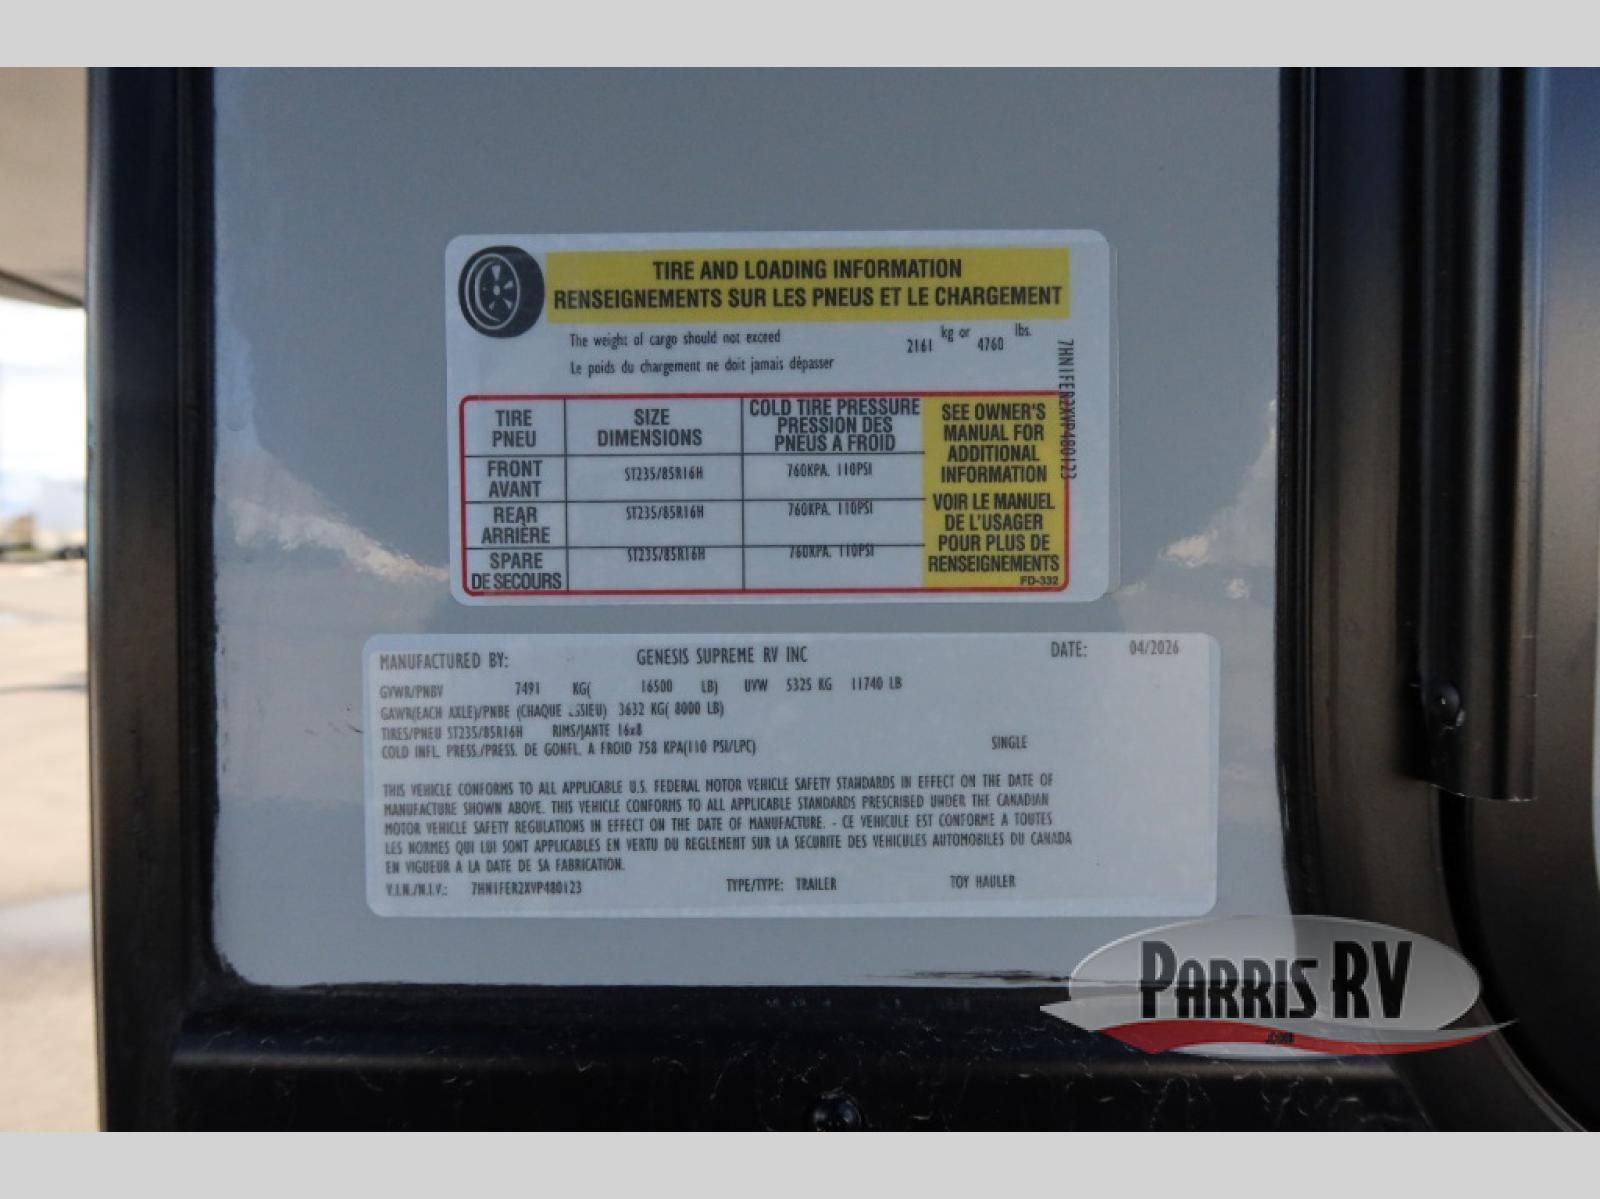 TIRE AND LOADING INFORMATION
RENSEIGNEMENTS SUR LES PNEUS ET LE CHARGEMENT
The weight of cargo should not exceed 2161 kg or 4760 lbs.
Le poids du chargement ne doit jamais dépasser
TIRE SIZE COLD TIRE PRESSURE
PNEU DIMENSIONS PRESSION DES
PNEUS A FROID
FRONT ST235/85R16H 760KPA. 110PSI
AVANT
REAR ST235/85R16H 760KPA. 110PSI
ARRIÈRE
SPARE ST235/85R16H 760KPA. 110PSI
DE SECOURS
SEE OWNER'S
MANUAL FOR
ADDITIONAL
INFORMATION
VOIR LE MANUEL
DE L'USAGER
POUR PLUS DE
RENSEIGNEMENTS
FD-332
7HN1FER2XVP480123
MANUFACTURED BY: GENESIS SUPREME RV INC DATE: 04/2026
GVWR/PNBV 7491 KG( 16500 LB) UVW 5325 KG 11740 LB
GAWR(EACH AXLE)/PNBE (CHAQUE ESSIEU) 3632 KG( 8000 LB)
TIRES/PNEU ST235/85R16H RIMS/JANTE 16x8
COLD INFL. PRESS./PRESS. DE GONFL. A FROID 758 KPA(110 PSI/LPC) SINGLE
THIS VEHICLE CONFORMS TO ALL APPLICABLE U.S. FEDERAL MOTOR VEHICLE SAFETY STANDARDS IN EFFECT ON THE DATE OF
MANUFACTURE SHOWN ABOVE. THIS VEHICLE CONFORMS TO ALL APPLICABLE STANDARDS PRESCRIBED UNDER THE CANADIAN
MOTOR VEHICLE SAFETY REGULATIONS IN EFFECT ON THE DATE OF MANUFACTURE. - CE VEHICULE EST CONFORME A TOUTES
LES NORMES QUI LUI SONT APPLICABLES EN VERTU DU REGLEMENT SUR LA SECURITE DES VEHICULES AUTOMOBILES DU CANADA
EN VIGUEUR A LA DATE DE SA FABRICATION.
V.I.N./N.I.V.: 7HN1FER2XVP480123 TYPE/TYPE: TRAILER TOY HAULER
PARRIS RV
.COM